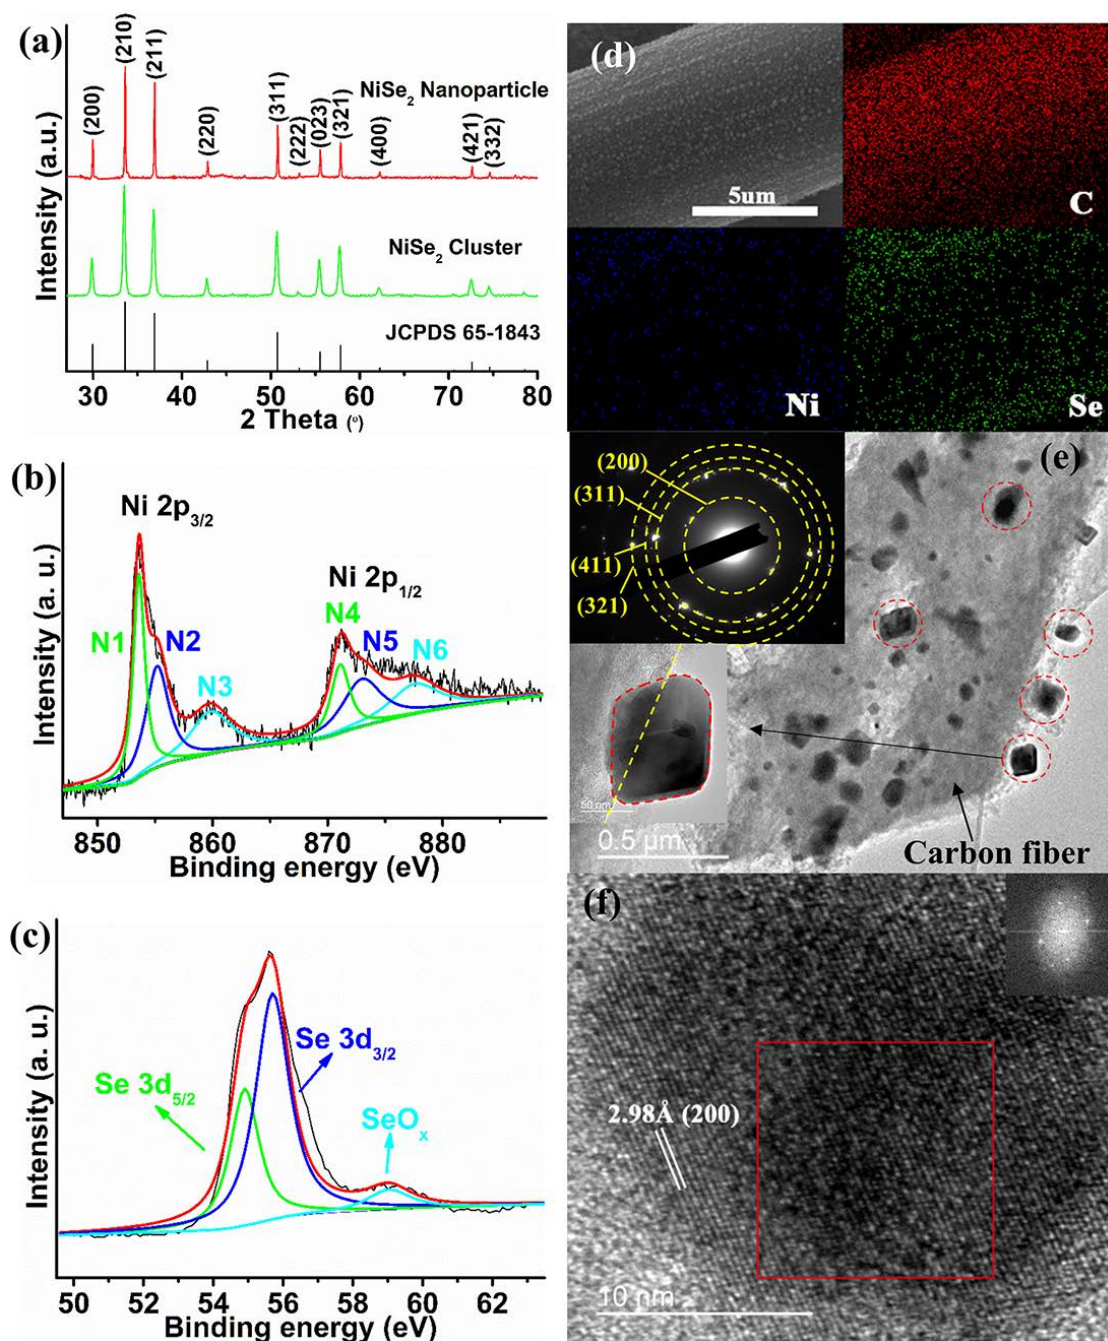 (a)
(200)
(210)
(211)
(220)
(311)
(222)
(023)
(321)
(400)
(421)
(332)
NiSe₂ Nanoparticle
NiSe₂ Cluster
JCPDS 65-1843
Intensity (a.u.)
30 40 50 60 70 80
2 Theta (°)
(b)
Ni 2p₃/₂
Ni 2p₁/₂
N1
N2
N3
N4
N5
N6
Intensity (a. u.)
850 860 870 880
Binding energy (eV)
(c)
Se 3d₃/₂
Se 3d₅/₂
SeOₓ
Intensity (a. u.)
50 52 54 56 58 60 62
Binding energy (eV)
(d)
5um
C
Ni
Se
(e)
(200)
(311)
(411)
(321)
50 nm
0.5 μm
Carbon fiber
(f)
2.98Å (200)
10 nm